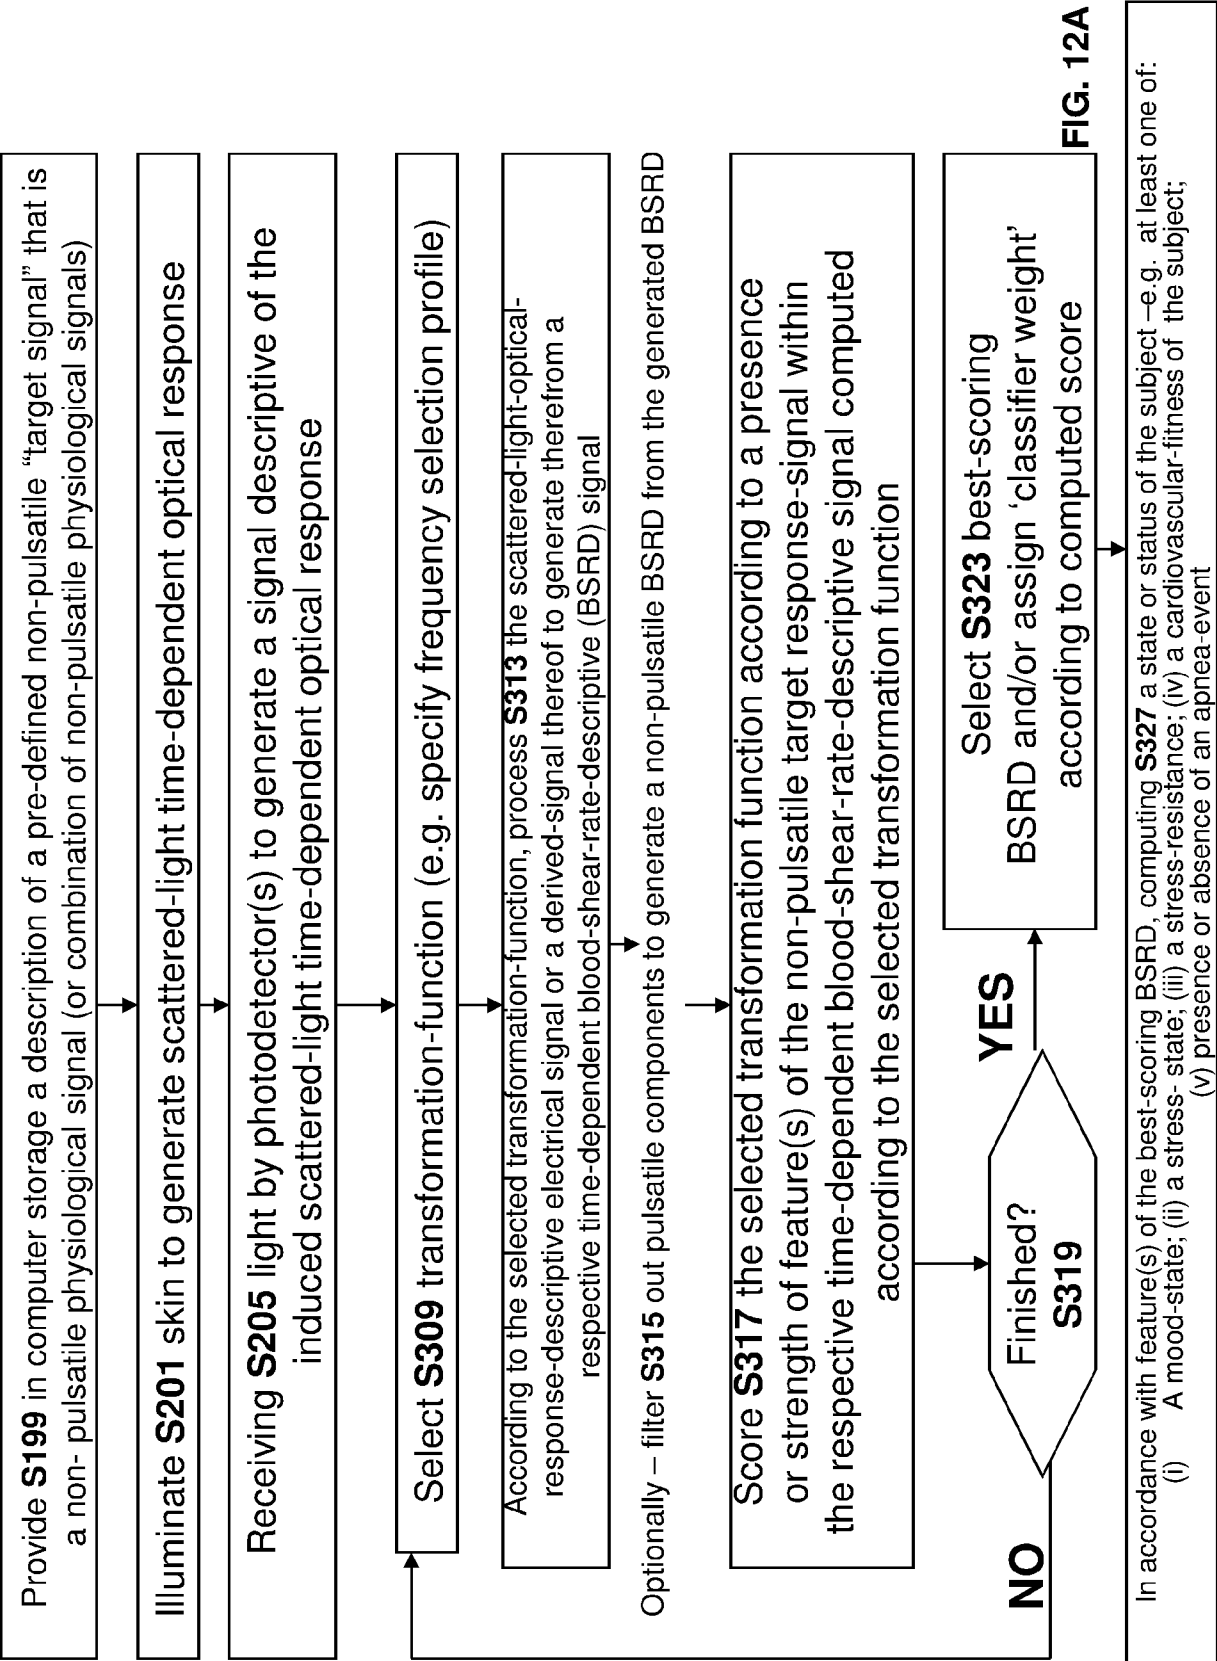 Provide S199 in computer storage a description of a pre-defined non-pulsatile “target signal” that is
a non- pulsatile physiological signal (or combination of non-pulsatile physiological signals)
Illuminate S201 skin to generate scattered-light time-dependent optical response
Receiving S205 light by photodetector(s) to generate a signal descriptive of the
induced scattered-light time-dependent optical response
Select S309 transformation-function (e.g. specify frequency selection profile)
According to the selected transformation-function, process S313 the scattered-light-optical-
response-descriptive electrical signal or a derived-signal thereof to generate therefrom a
respective time-dependent blood-shear-rate-descriptive (BSRD) signal
Optionally – filter S315 out pulsatile components to generate a non-pulsatile BSRD from the generated BSRD
Score S317 the selected transformation function according to a presence
or strength of feature(s) of the non-pulsatile target response-signal within
the respective time-dependent blood-shear-rate-descriptive signal computed
according to the selected transformation function
Finished?
S319
NO
YES
Select S323 best-scoring
BSRD and/or assign ‘classifier weight’
according to computed score
FIG. 12A
In accordance with feature(s) of the best-scoring BSRD, computing S327 a state or status of the subject –e.g. at least one of:
(i) A mood-state; (ii) a stress- state; (iii) a stress-resistance; (iv) a cardiovascular-fitness of the subject;
(v) presence or absence of an apnea-event